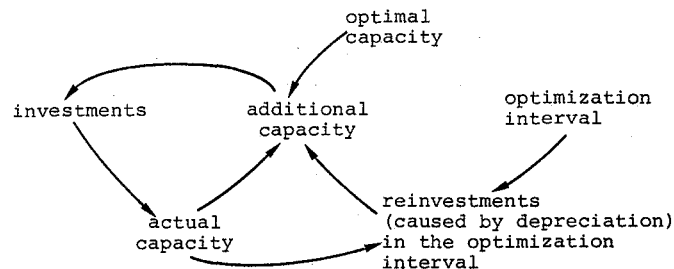 optimal
capacity
investments
additional
capacity
optimization
interval
actual
capacity
reinvestments
(caused by depreciation)
in the optimization
interval